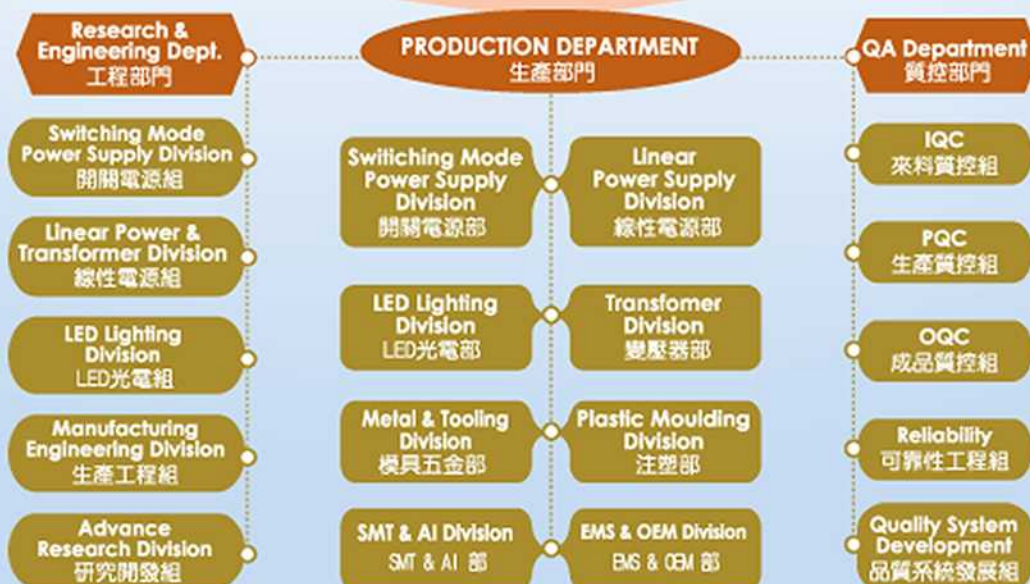 Research &
Engineering Dept.
工程部門
Switching Mode
Power Supply Division
開關電源組
Linear Power &
Transformer Division
線性電源組
LED Lighting
Division
LED光電組
Manufacturing
Engineering Division
生產工程組
Advance
Research Division
研究開發組
PRODUCTION DEPARTMENT
生產部門
Switiching Mode
Power Supply
Division
開關電源部
Linear
Power Supply
Division
線性電源部
LED Lighting
Division
LED光電部
Transfomer
Division
變壓器部
Metal & Tooling
Division
模具五金部
Plastic Moulding
Division
注塑部
SMT & AI Division
SMT & AI 部
EMS & OEM Division
EMS & OEM 部
QA Department
質控部門
IQC
來料質控組
PQC
生產質控組
OQC
成品質控組
Reliability
可靠性工程組
Quality System
Development
品質系統發展組